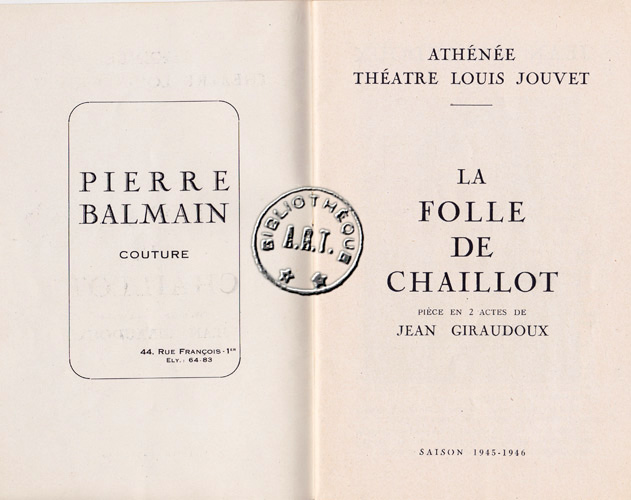 PIERRE
BALMAIN
COUTURE
44, RUE FRANÇOIS-1ER
ELY.: 64-83
BIBLIOTHÈQUE
A.R.T.
ATHÉNÉE
THÉATRE LOUIS JOUVET
LA
FOLLE
DE
CHAILLOT
PIÈCE EN 2 ACTES DE
JEAN GIRAUDOUX
SAISON 1945-1946